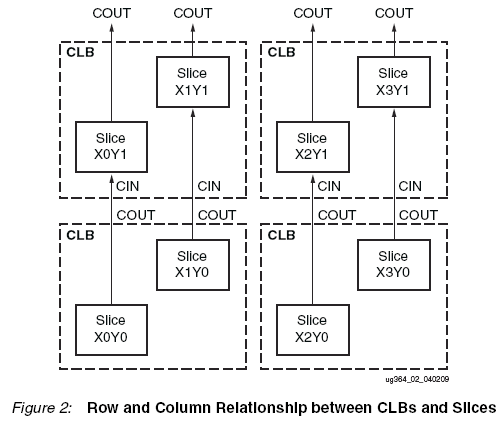 COUT COUT COUT COUT
CLB
Slice
X1Y1
Slice
X0Y1
CLB
Slice
X3Y1
Slice
X2Y1
CIN CIN CIN CIN
COUT COUT COUT COUT
CLB
Slice
X1Y0
Slice
X0Y0
CLB
Slice
X3Y0
Slice
X2Y0
ug364_02_040209
Figure 2: Row and Column Relationship between CLBs and Slices